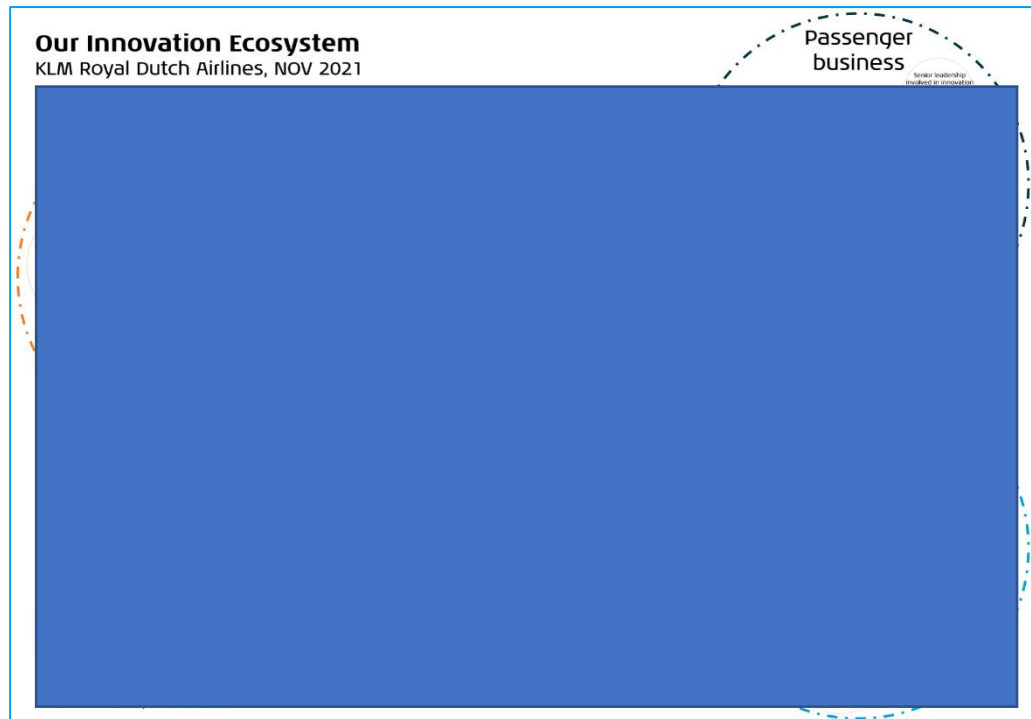 Our Innovation Ecosystem
KLM Royal Dutch Airlines, NOV 2021
Passenger
business
Senior leadership
involved in innovation